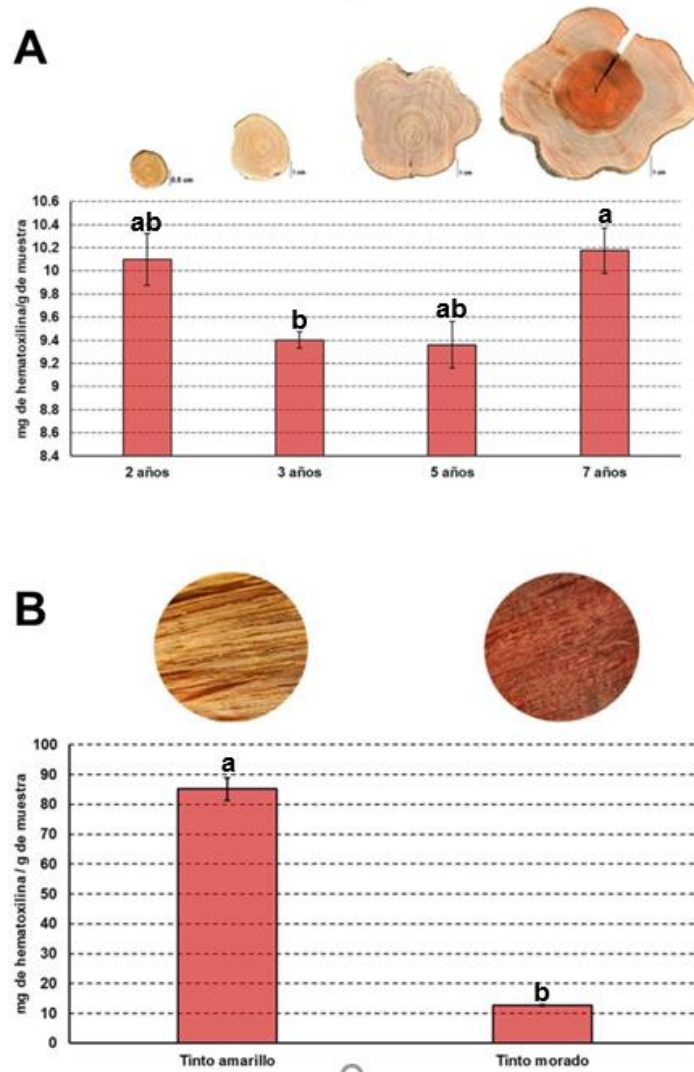 A
0.5 cm
1 cm
1 cm
1 cm
mg de hematoxilina/g de muestra
10.6
10.4
10.2
10
9.8
9.6
9.4
9.2
9
8.8
8.6
8.4
ab
b
ab
a
2 años
3 años
5 años
7 años
B
mg de hematoxilina / g de muestra
100
90
80
70
60
50
40
30
20
10
0
a
b
Tinto amarillo
Tinto morado